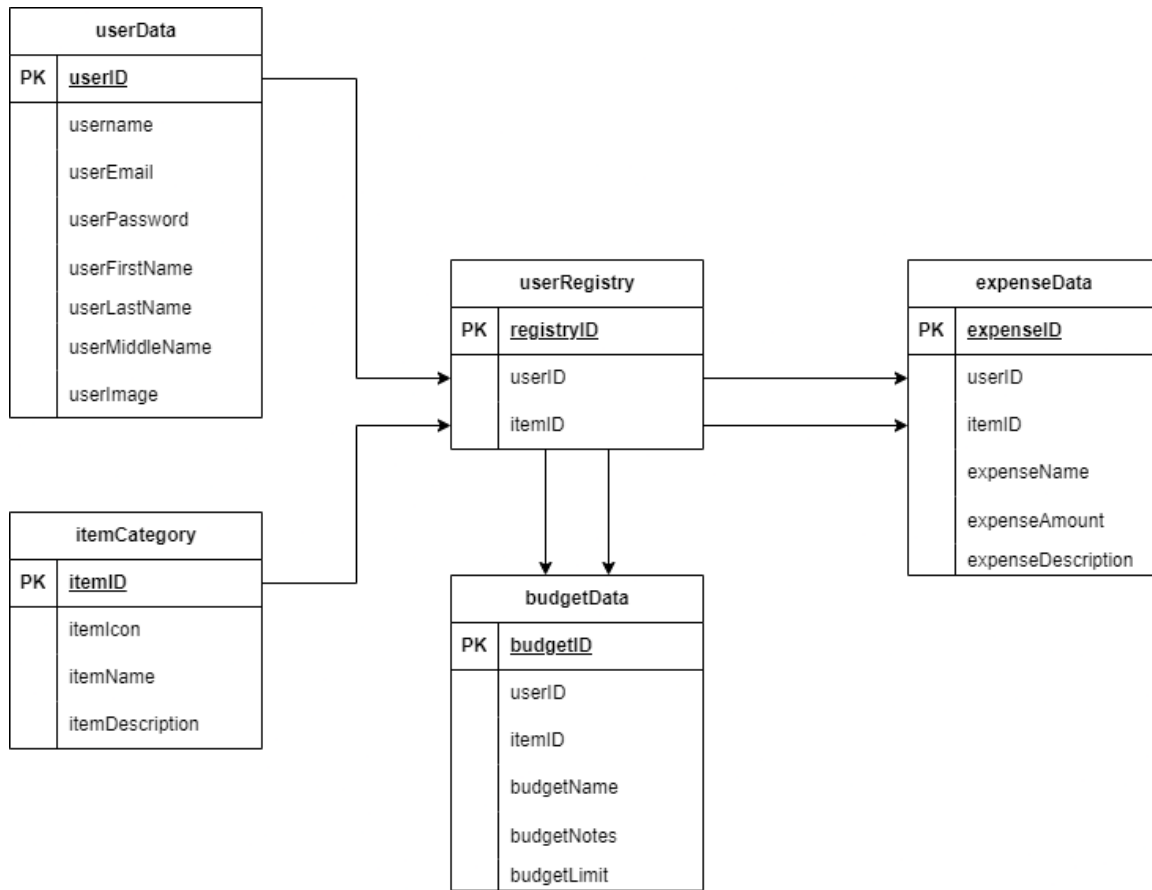 userData
PK userID
username
userEmail
userPassword
userFirstName
userLastName
userMiddleName
userImage
itemCategory
PK itemID
itemIcon
itemName
itemDescription
userRegistry
PK registryID
userID
itemID
budgetData
PK budgetID
userID
itemID
budgetName
budgetNotes
budgetLimit
expenseData
PK expenseID
userID
itemID
expenseName
expenseAmount
expenseDescription